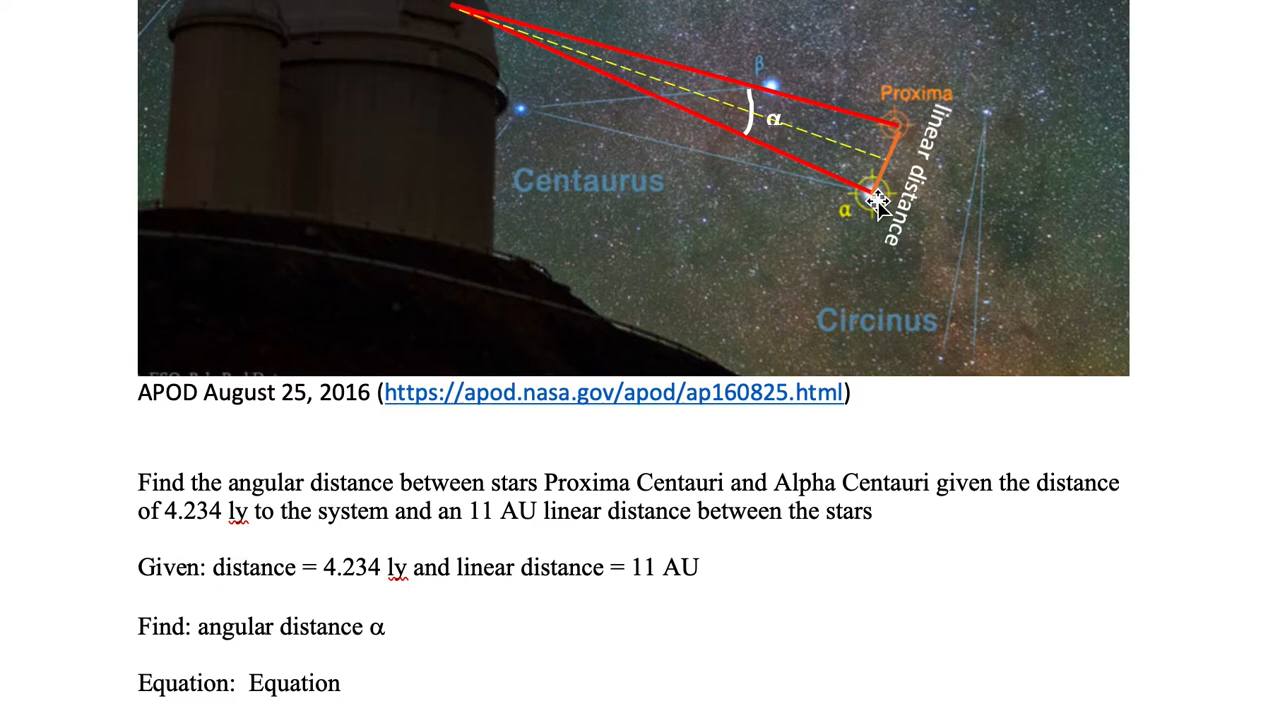 β
Proxima
α
linear distance
Centaurus
α
Circinus
APOD August 25, 2016 (https://apod.nasa.gov/apod/ap160825.html)
Find the angular distance between stars Proxima Centauri and Alpha Centauri given the distance
of 4.234 ly to the system and an 11 AU linear distance between the stars
Given: distance = 4.234 ly and linear distance = 11 AU
Find: angular distance α
Equation: Equation